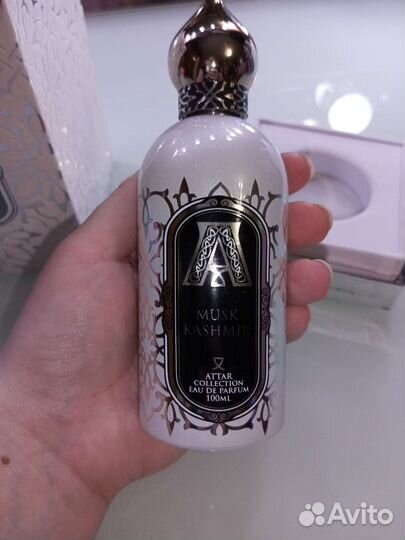 A
MUSK
KASHMIR
ATTAR
COLLECTION
EAU DE PARFUM
100ML
Avito